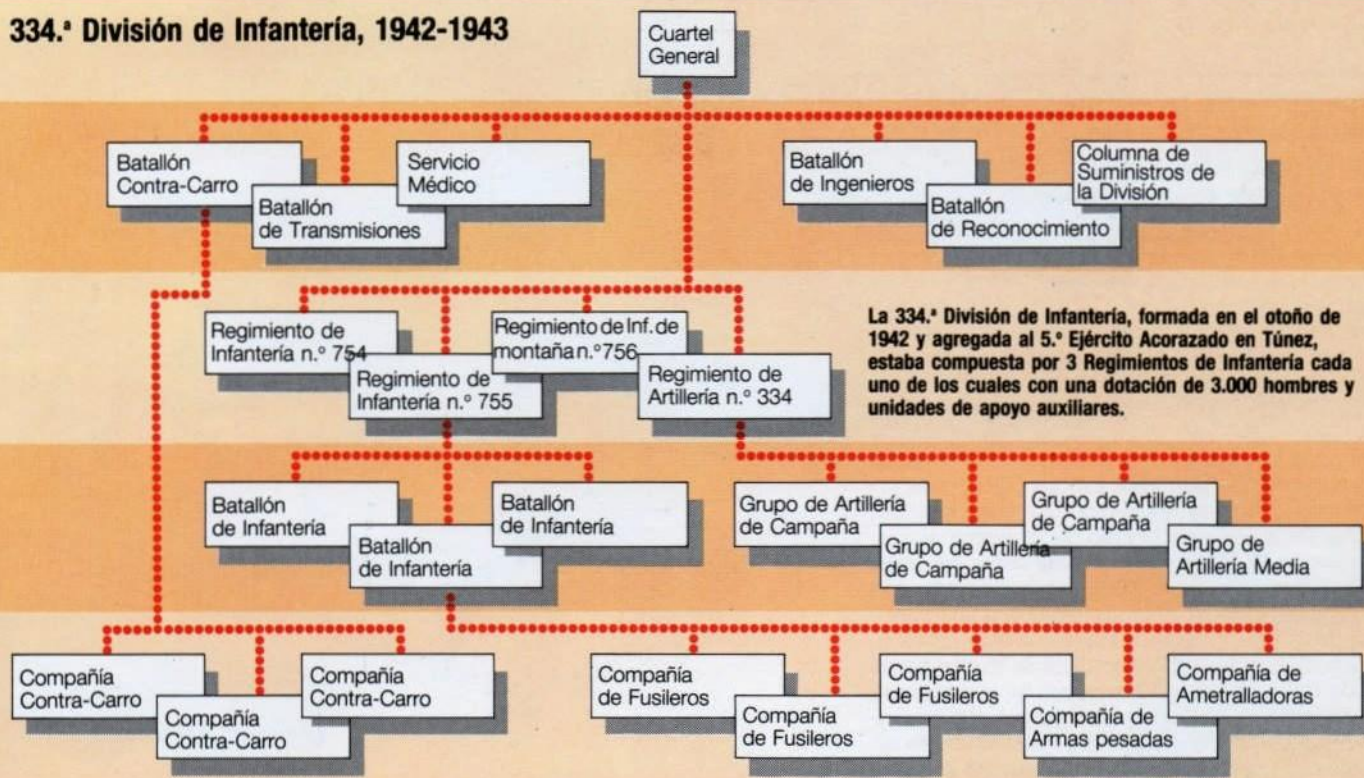 334.ª División de Infantería, 1942-1943
Cuartel
General
Batallón
Contra-Carro
Batallón
de Transmisiones
Servicio
Médico
Batallón
de Ingenieros
Batallón
de Reconocimiento
Columna de
Suministros de
la División
Regimiento de
Infantería n.º 754
Regimiento de
Infantería n.º 755
Regimiento de Inf. de
montaña n.º 756
Regimiento de
Artillería n.º 334
La 334.ª División de Infantería, formada en el otoño de
1942 y agregada al 5.º Ejército Acorazado en Túnez,
estaba compuesta por 3 Regimientos de Infantería cada
uno de los cuales con una dotación de 3.000 hombres y
unidades de apoyo auxiliares.
Batallón
de Infantería
Batallón
de Infantería
Batallón
de Infantería
Grupo de Artillería
de Campaña
Grupo de Artillería
de Campaña
Grupo de Artillería
de Campaña
Grupo de
Artillería Media
Compañía
Contra-Carro
Compañía
Contra-Carro
Compañía
Contra-Carro
Compañía
de Fusileros
Compañía
de Fusileros
Compañía
de Fusileros
Compañía de
Armas pesadas
Compañía de
Ametralladoras